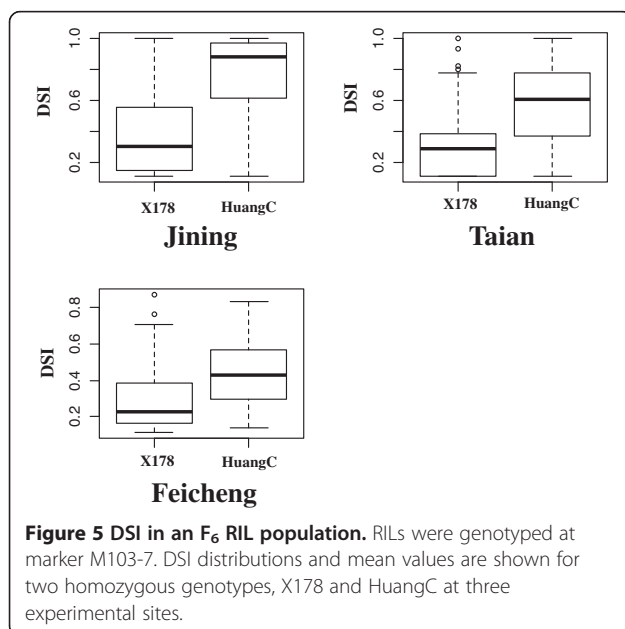 1.0
0.6
0.2
DSI
X178
HuangC
Jining
1.0
0.6
0.2
DSI
X178
HuangC
Taian
0.8
0.6
0.4
0.2
DSI
X178
HuangC
Feicheng
Figure 5 DSI in an F₆ RIL population. RILs were genotyped at
marker M103-7. DSI distributions and mean values are shown for
two homozygous genotypes, X178 and HuangC at three
experimental sites.